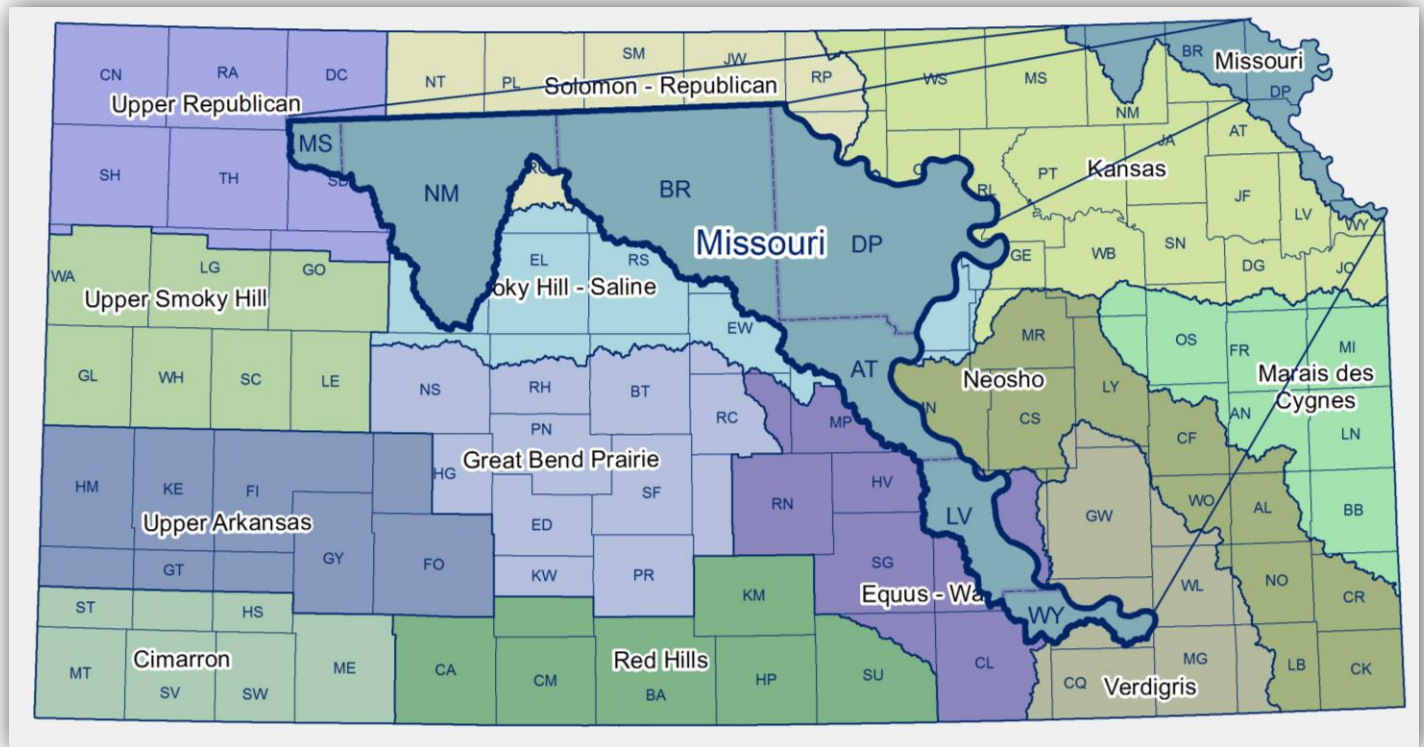 CN
RA
DC
NT
PL
SM
JW
RP
WS
MS
NM
BR
Missouri
DP
Upper Republican
Solomon - Republican
MS
NM
BR
DP
Missouri
SH
TH
SD
JA
AT
PT
Kansas
RL
JF
LV
WY
GE
WB
SN
DG
JO
WA
LG
GO
Upper Smoky Hill
EL
RS
oky Hill - Saline
EW
GL
WH
SC
LE
AT
MR
OS
FR
MI
Marais des
Cygnes
Neosho
LY
CS
AN
LN
NS
RH
BT
RC
MP
PN
HG
Great Bend Prairie
CF
HM
KE
FI
Upper Arkansas
SF
RN
HV
LV
GW
WO
AL
BB
ED
GT
GY
FO
KW
PR
SG
KM
Equus - Wa
WY
WL
NO
CR
ST
HS
Cimarron
MT
SV
SW
ME
CA
CM
Red Hills
BA
HP
SU
CL
CQ
MG
Verdigris
LB
CK